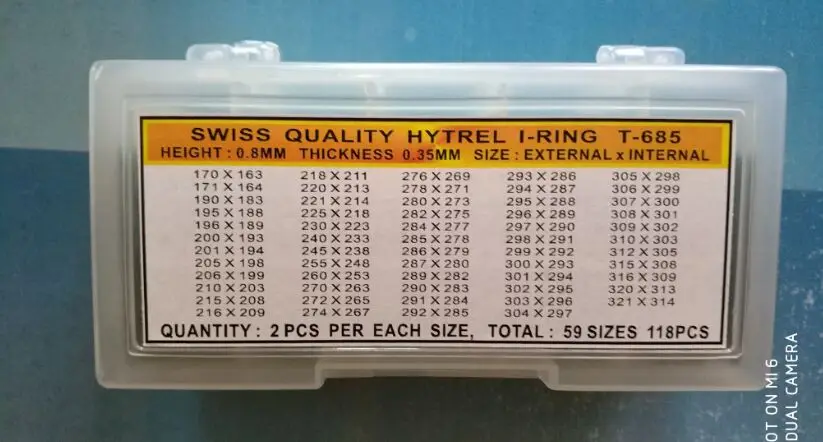 SWISS QUALITY HYTREL I-RING T-685
HEIGHT : 0.8MM THICKNESS 0.35MM SIZE : EXTERNAL x INTERNAL
170 X 163
171 X 164
190 X 183
195 X 188
196 X 189
200 X 193
201 X 194
205 X 198
206 X 199
210 X 203
215 X 208
216 X 209
218 X 211
220 X 213
221 X 214
225 X 218
230 X 223
240 X 233
245 X 238
255 X 248
260 X 253
270 X 263
272 X 265
274 X 267
276 X 269
278 X 271
280 X 273
282 X 275
284 X 277
285 X 278
286 X 279
287 X 280
289 X 282
290 X 283
291 X 284
292 X 285
293 X 286
294 X 287
295 X 288
296 X 289
297 X 290
298 X 291
299 X 292
300 X 293
301 X 294
302 X 295
303 X 296
304 X 297
305 X 298
306 X 299
307 X 300
308 X 301
309 X 302
310 X 303
312 X 305
315 X 308
316 X 309
320 X 313
321 X 314
QUANTITY : 2 PCS PER EACH SIZE, TOTAL : 59 SIZES 118PCS
OT ON MI 6
DUAL CAMERA